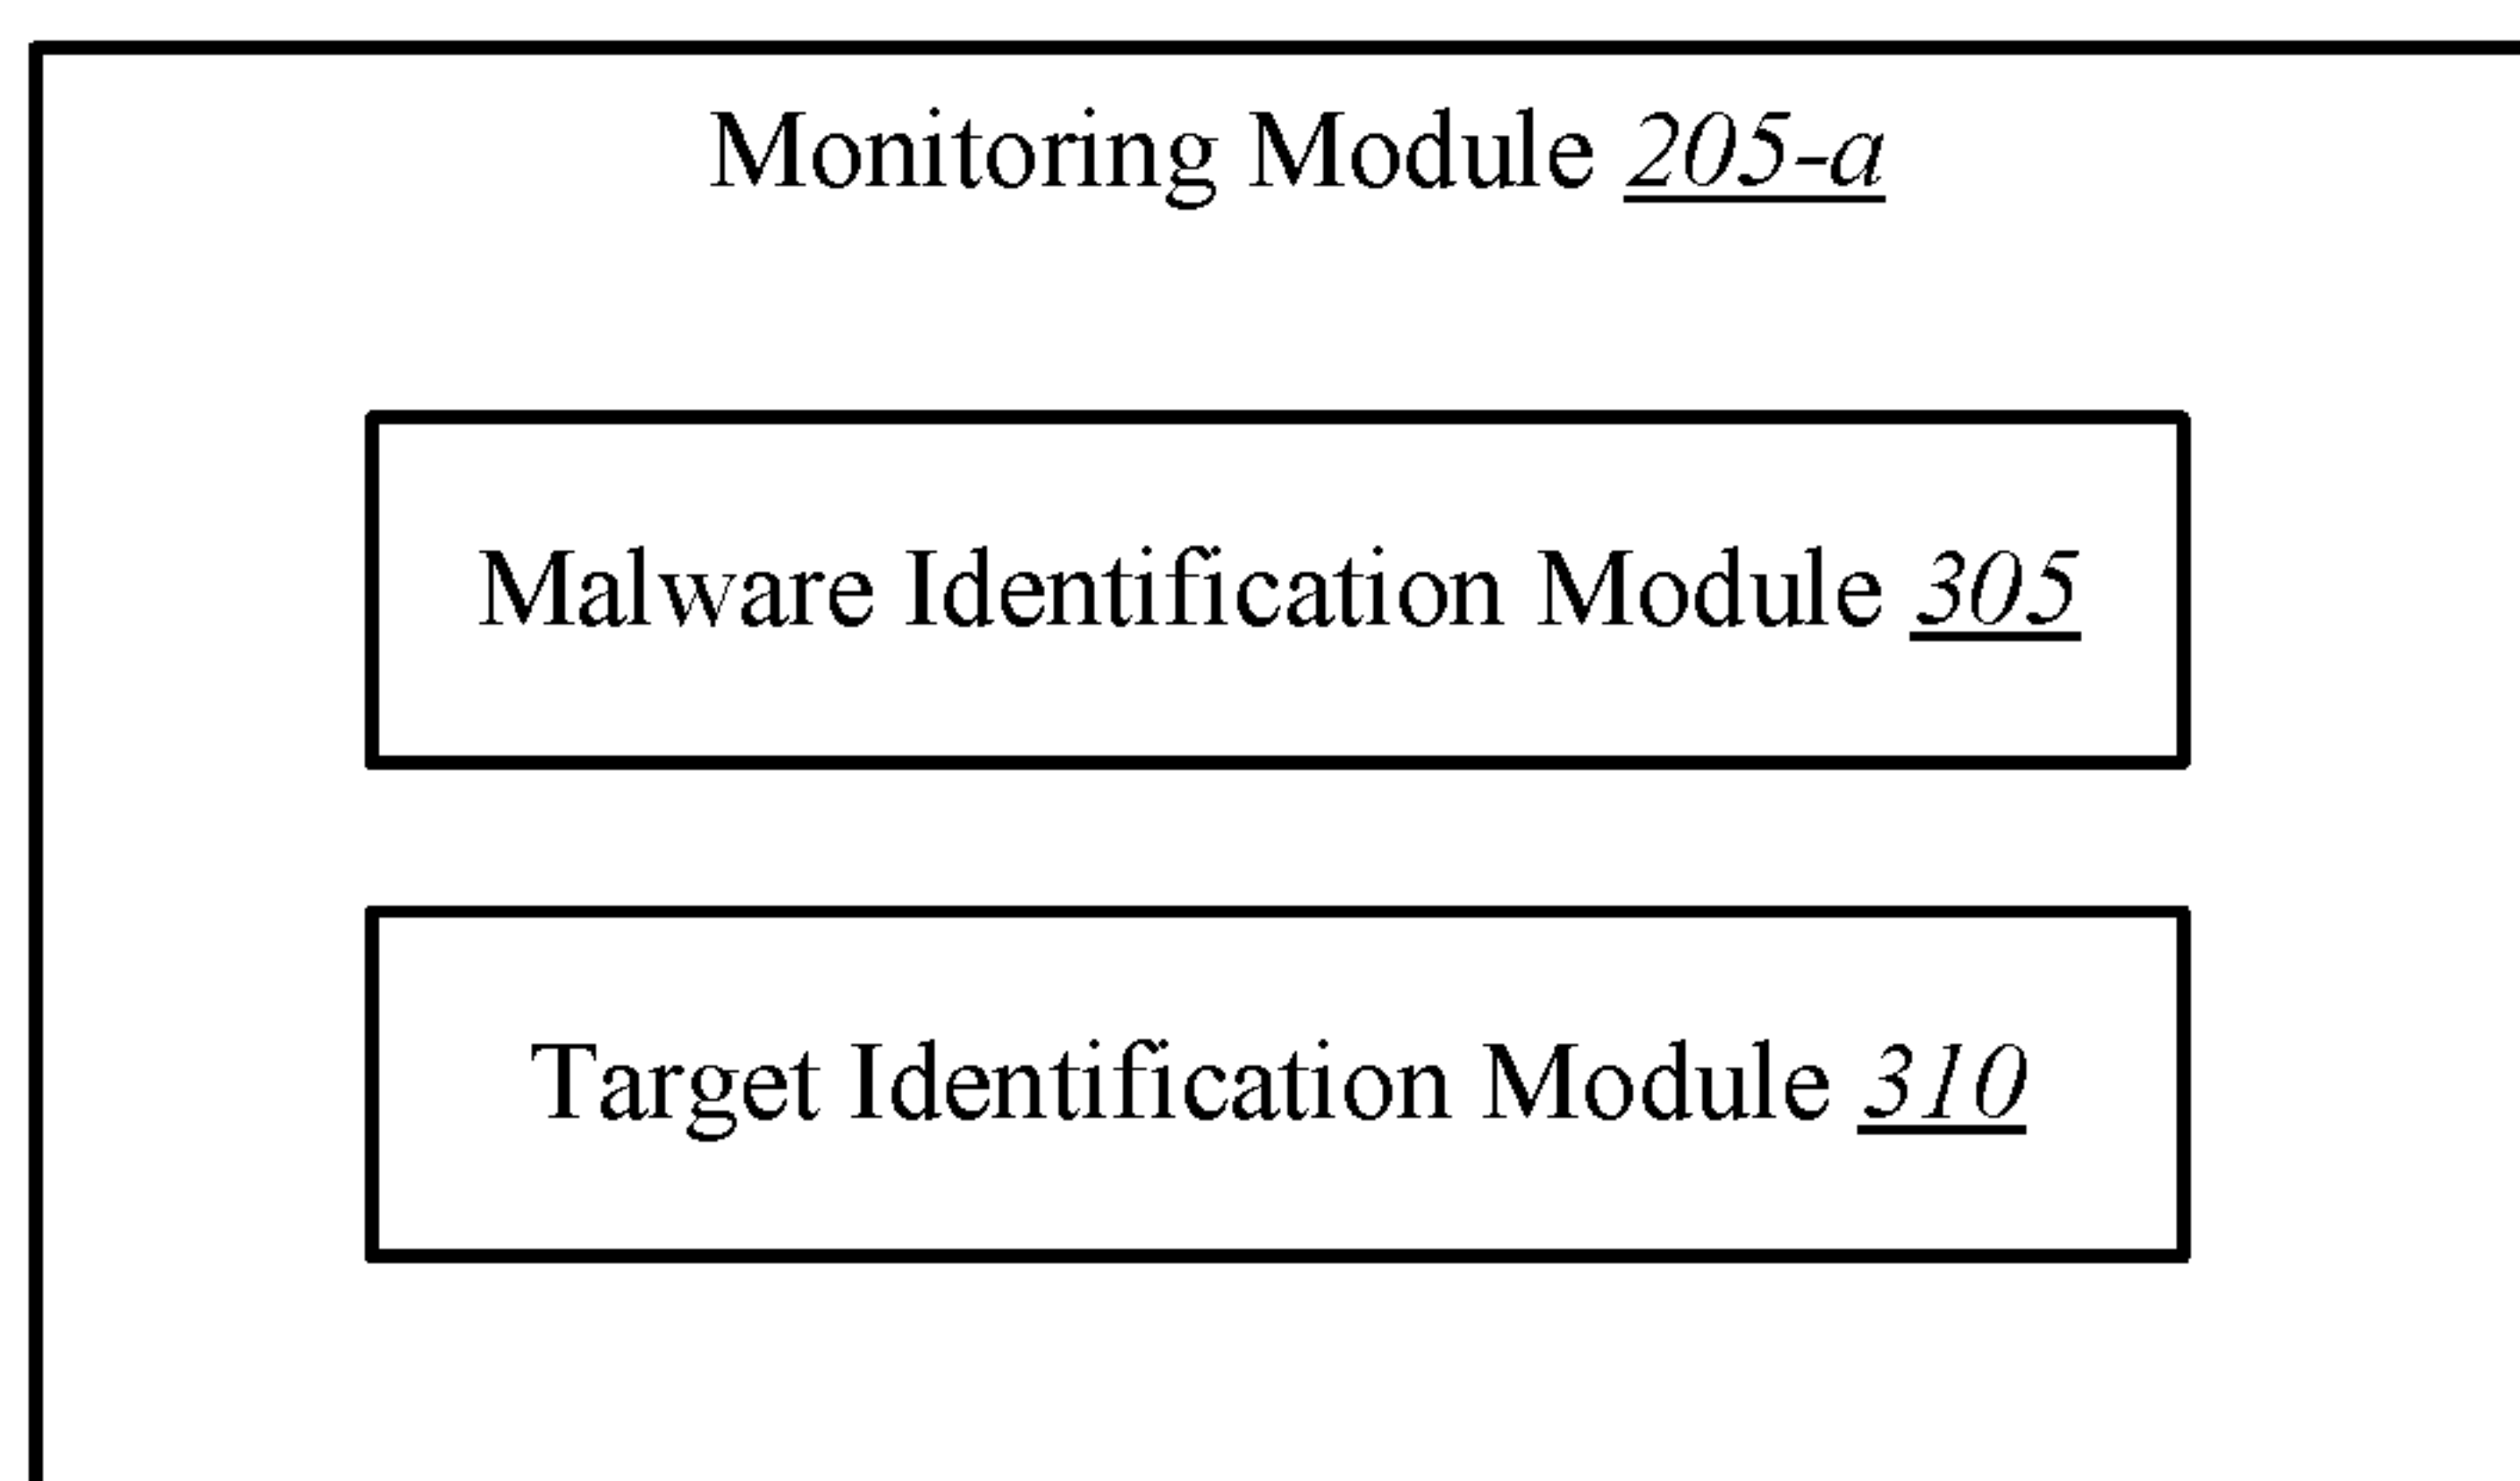 Monitoring Module 205-a
Malware Identification Module 305
Target Identification Module 310